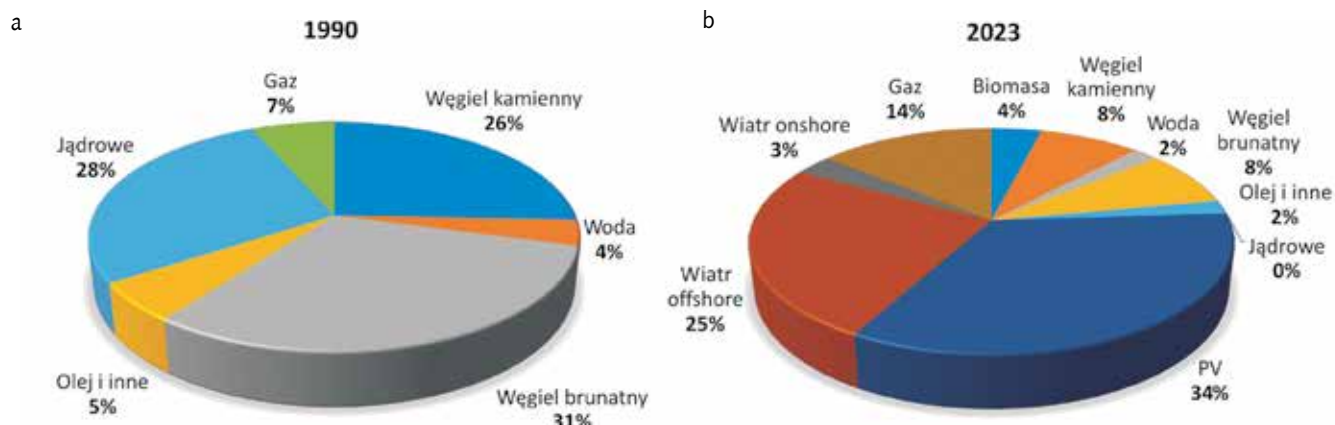 a
1990
Gaz
7%
Węgiel kamienny
26%
Jądrowe
28%
Woda
4%
Olej i inne
5%
Węgiel brunatny
31%
b
2023
Gaz
14%
Biomasa
4%
Węgiel
kamienny
8%
Woda
2%
Węgiel
brunatny
8%
Wiatr onshore
3%
Olej i inne
2%
Jądrowe
0%
Wiatr
offshore
25%
PV
34%